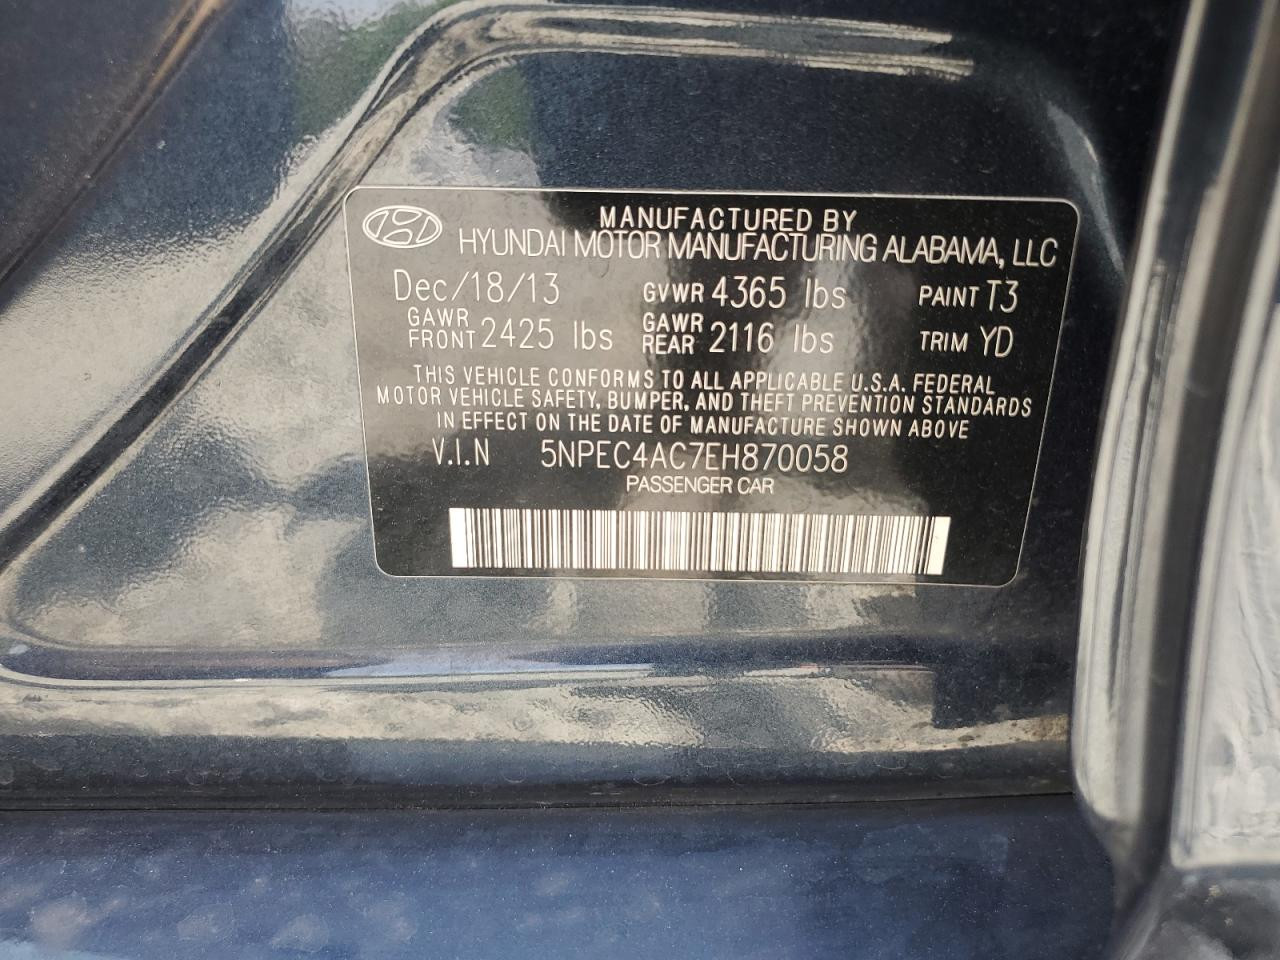 MANUFACTURED BY
HYUNDAI MOTOR MANUFACTURING ALABAMA, LLC
Dec/18/13 GVWR 4365 lbs PAINT T3
GAWR FRONT 2425 lbs GAWR REAR 2116 lbs TRIM YD
THIS VEHICLE CONFORMS TO ALL APPLICABLE U.S.A. FEDERAL
MOTOR VEHICLE SAFETY, BUMPER, AND THEFT PREVENTION STANDARDS
IN EFFECT ON THE DATE OF MANUFACTURE SHOWN ABOVE
V.I.N 5NPEC4AC7EH870058
PASSENGER CAR